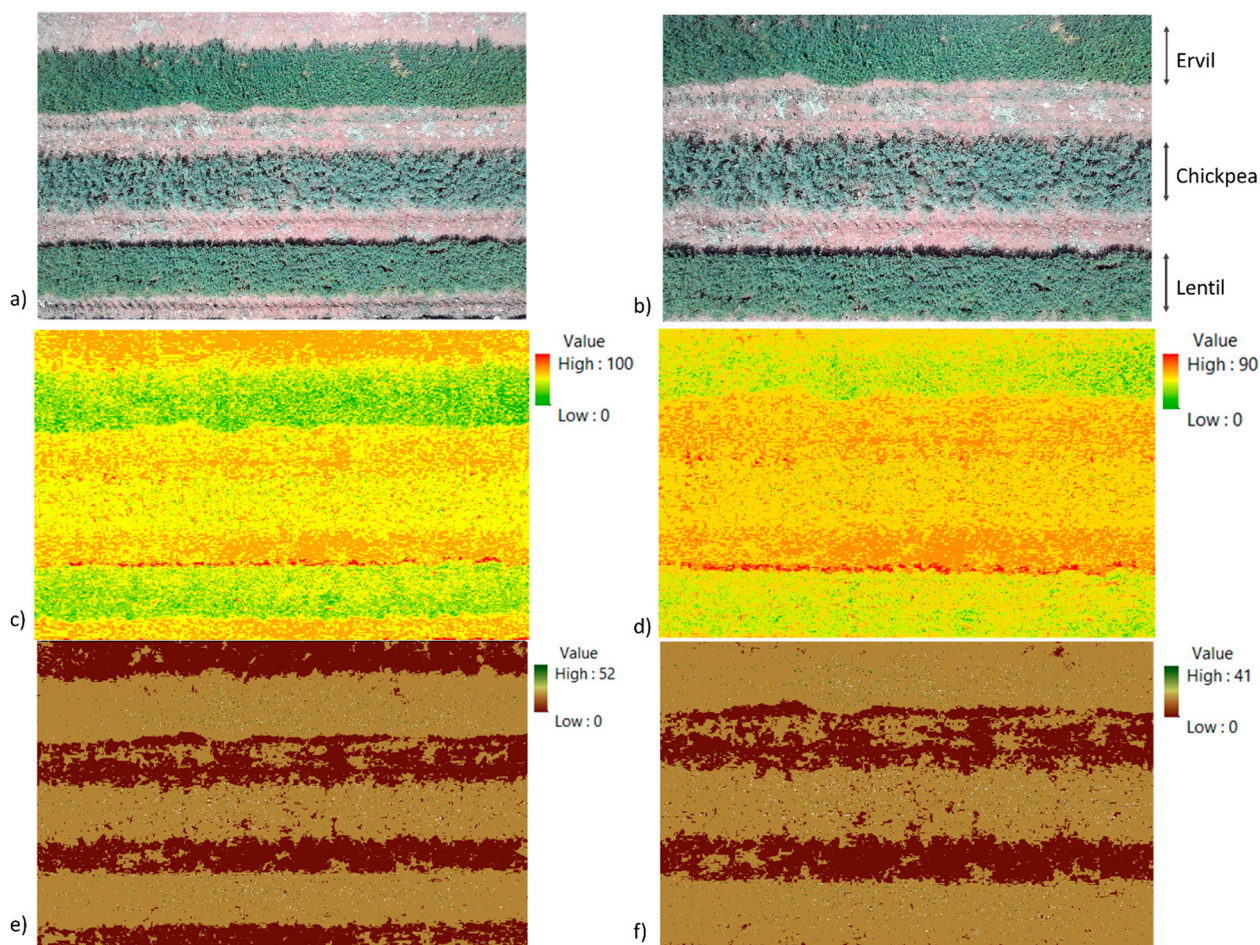 a)
b)
Ervil
Chickpea
Lentil
c)
Value
High : 100
Low : 0
d)
Value
High : 90
Low : 0
e)
Value
High : 52
Low : 0
f)
Value
High : 41
Low : 0